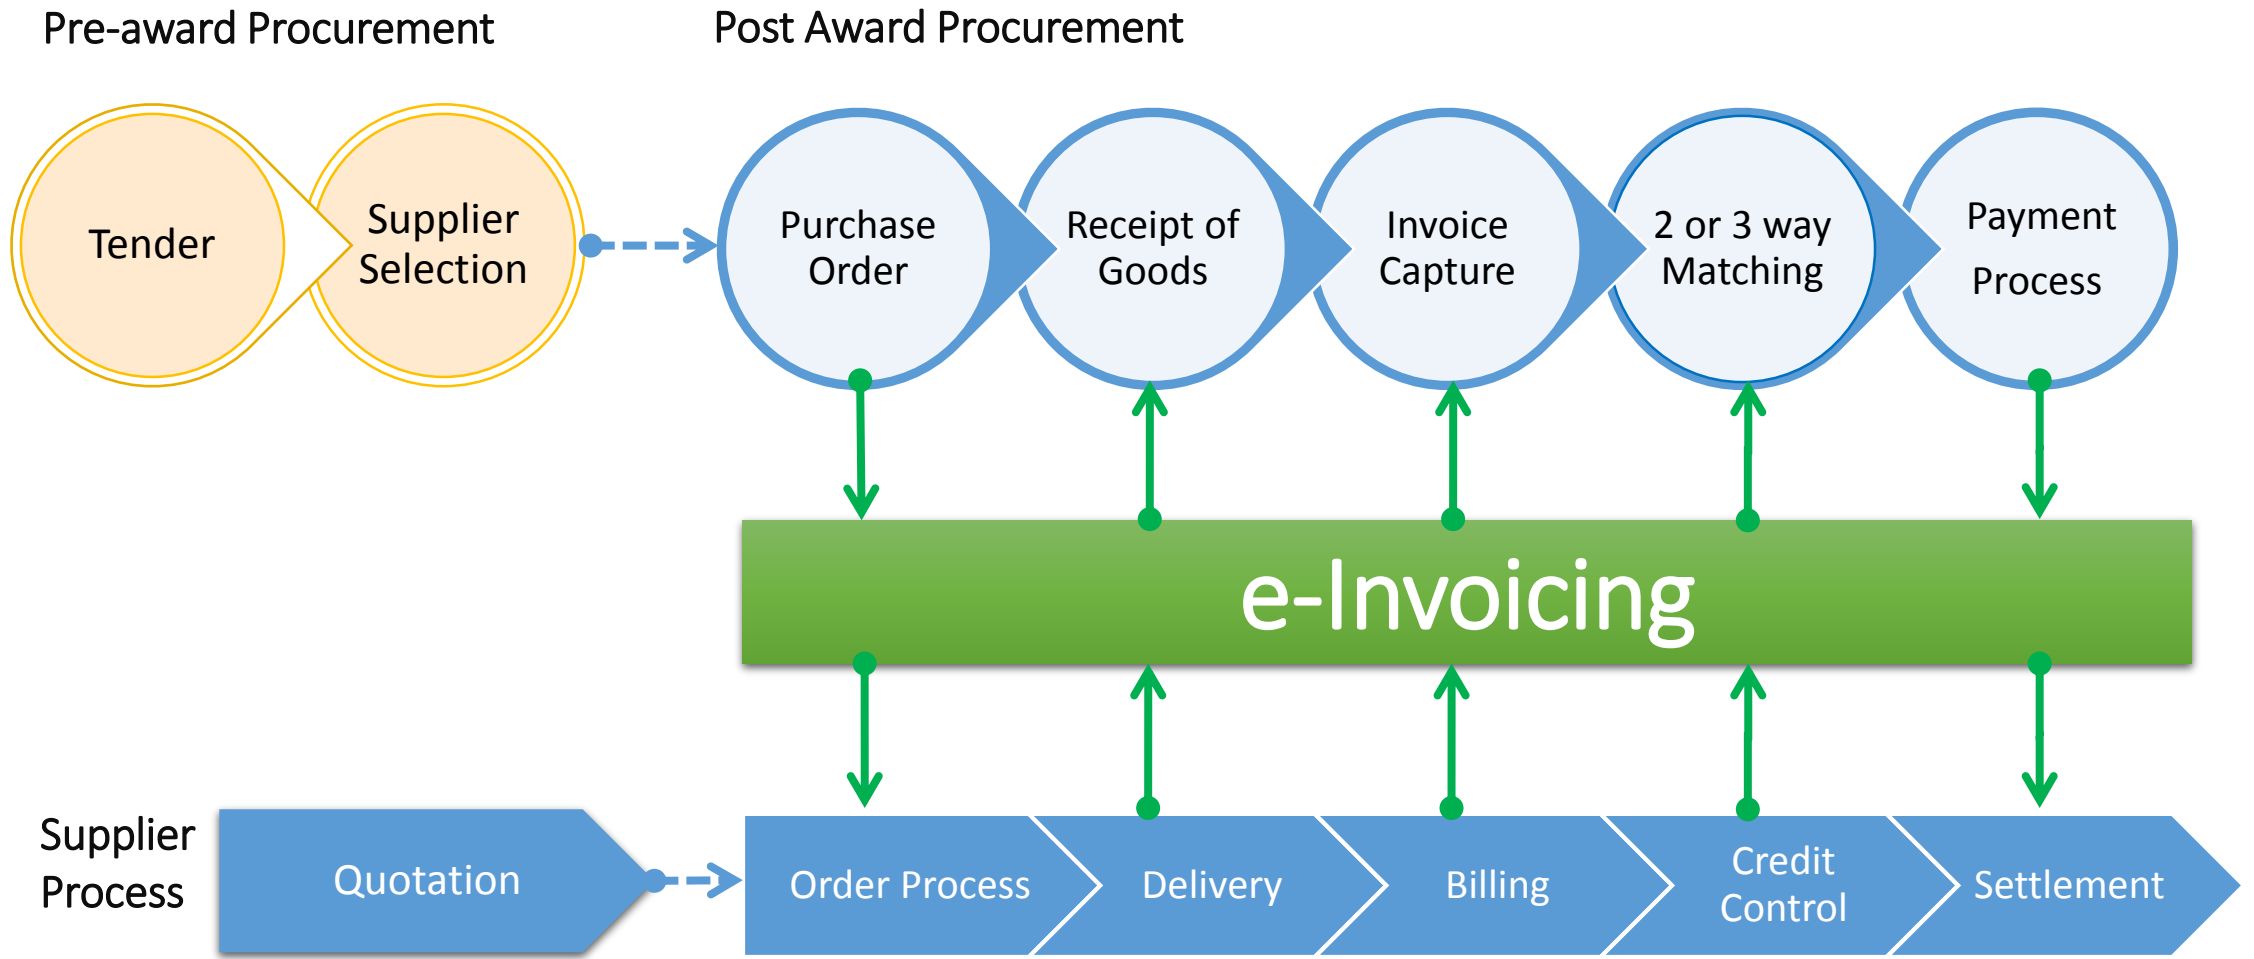 Pre-award Procurement
Post Award Procurement
Tender
Supplier
Selection
Purchase
Order
Receipt of
Goods
Invoice
Capture
2 or 3 way
Matching
Payment
Process
e-Invoicing
Supplier
Process
Quotation
Order Process
Delivery
Billing
Credit
Control
Settlement